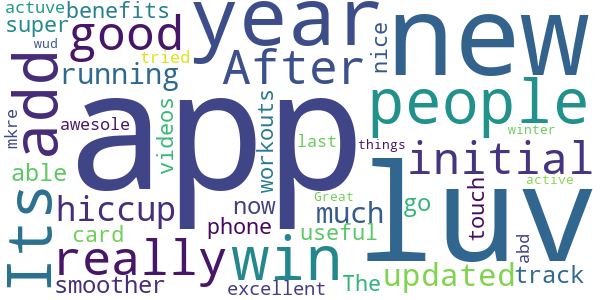 actuve
benefits
super
good
year
new
wud
tried
After
nice
add
running
people
mkre
awesole
videos
app
workouts
last
things
winter
initial
able
Great
luv
active
Its
hiccup
now
much
touch
go
card
phone
useful
abd
really
win
The
updated
track
smoother
excellent